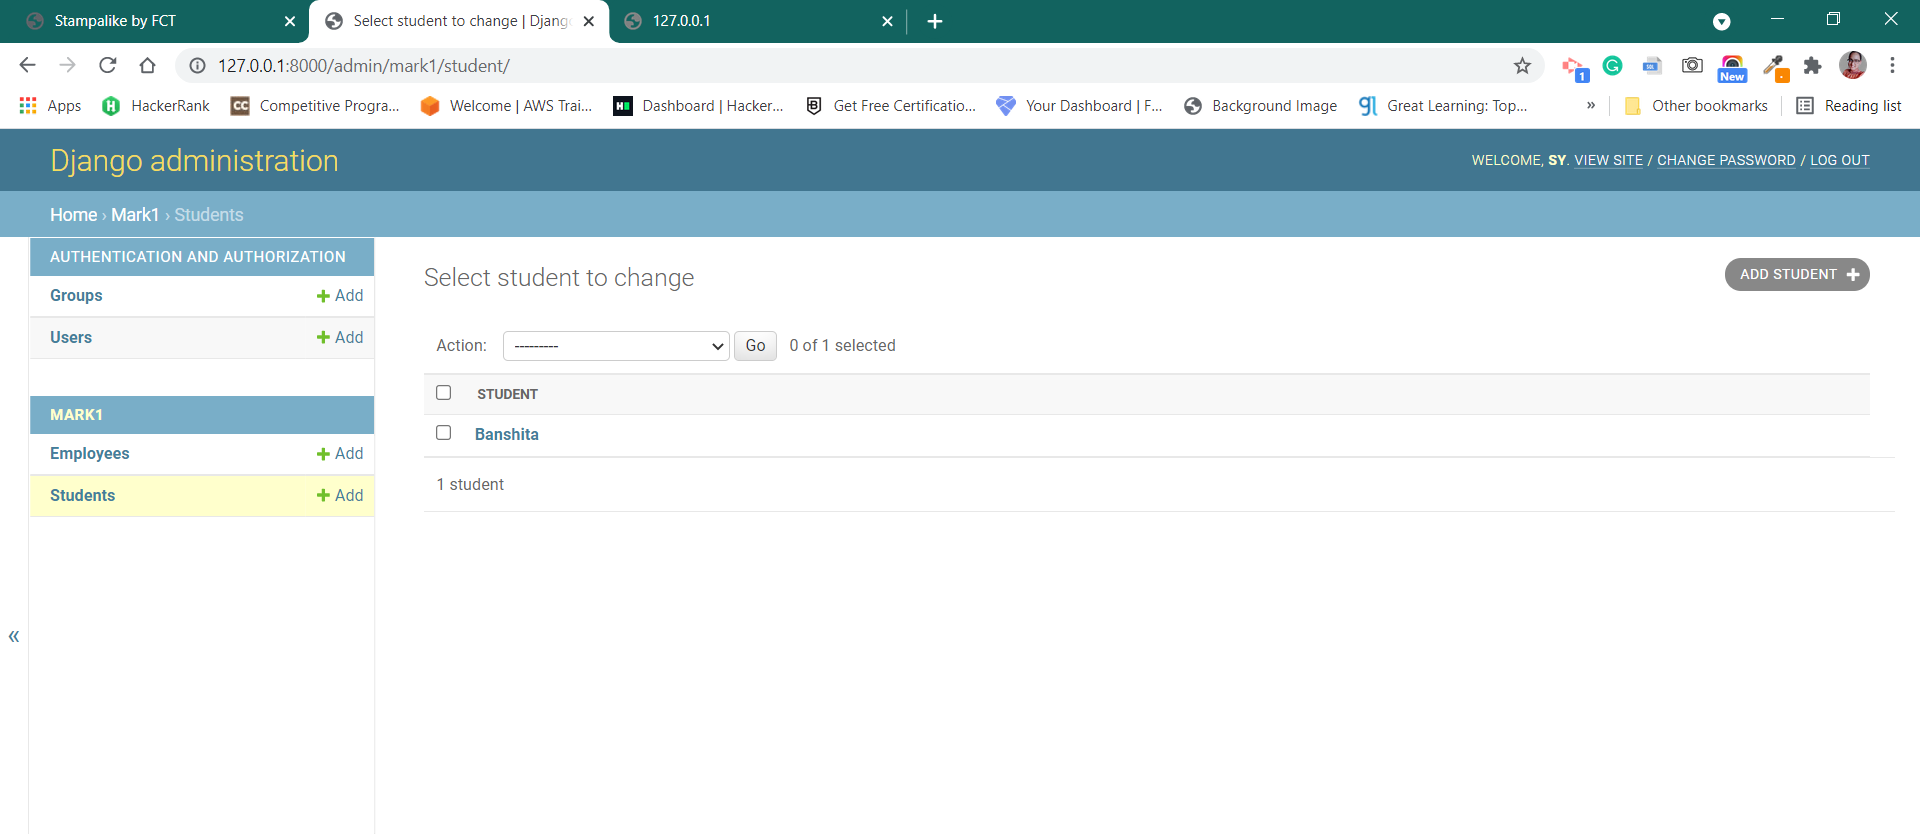 Stampalike by FCT
Select student to change | Djang
127.0.0.1
127.0.0.1:8000/admin/mark1/student/
1
New
Apps
HackerRank
CC
Competitive Progra...
Welcome | AWS Trai...
Dashboard | Hacker...
Get Free Certificatio...
Your Dashboard | F...
Background Image
Great Learning: Top...
»
Other bookmarks
Reading list
Django administration
WELCOME, SY. VIEW SITE / CHANGE PASSWORD / LOG OUT
Home › Mark1 › Students
AUTHENTICATION AND AUTHORIZATION
Groups
Add
Users
Add
MARK1
Employees
Add
Students
Add
«
Select student to change
ADD STUDENT
Action:
---------
Go
0 of 1 selected
STUDENT
Banshita
1 student